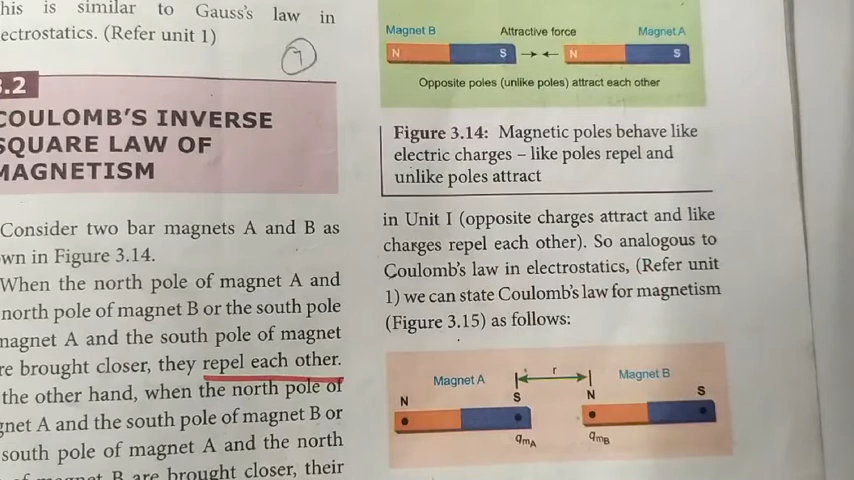 his is similar to Gauss's law in
ectrostatics. (Refer unit 1)
7
3.2
COULOMB'S INVERSE
SQUARE LAW OF
MAGNETISM
Consider two bar magnets A and B as
wn in Figure 3.14.
When the north pole of magnet A and
north pole of magnet B or the south pole
magnet A and the south pole of magnet
re brought closer, they repel each other.
the other hand, when the north pole of
gnet A and the south pole of magnet B or
south pole of magnet A and the north
of magnet B are brought closer, their
Magnet B Attractive force Magnet A
N S N S
Opposite poles (unlike poles) attract each other
Figure 3.14: Magnetic poles behave like
electric charges – like poles repel and
unlike poles attract
in Unit I (opposite charges attract and like
charges repel each other). So analogous to
Coulomb's law in electrostatics, (Refer unit
1) we can state Coulomb's law for magnetism
(Figure 3.15) as follows:
Magnet A r Magnet B
N S N S
qmA qmB